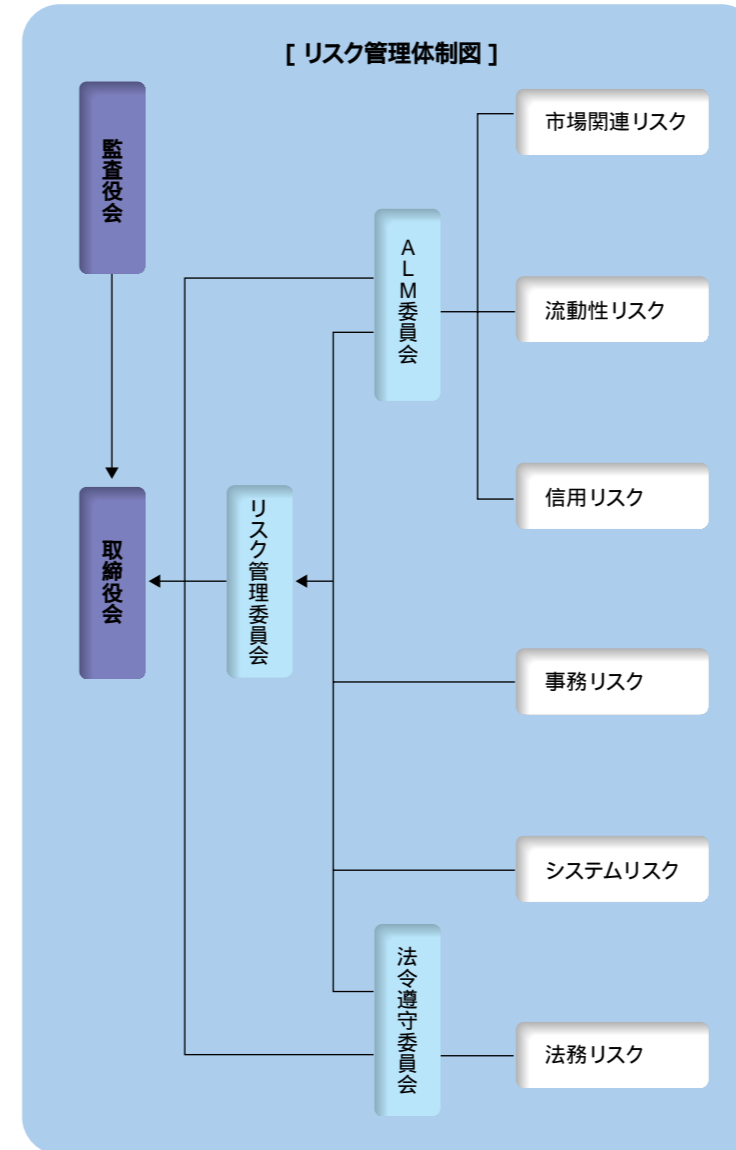 [ リスク管理体制図 ]
監査役会
市場関連リスク
ALM委員会
流動性リスク
信用リスク
取締役会
リスク管理委員会
事務リスク
システムリスク
法令遵守委員会
法務リスク